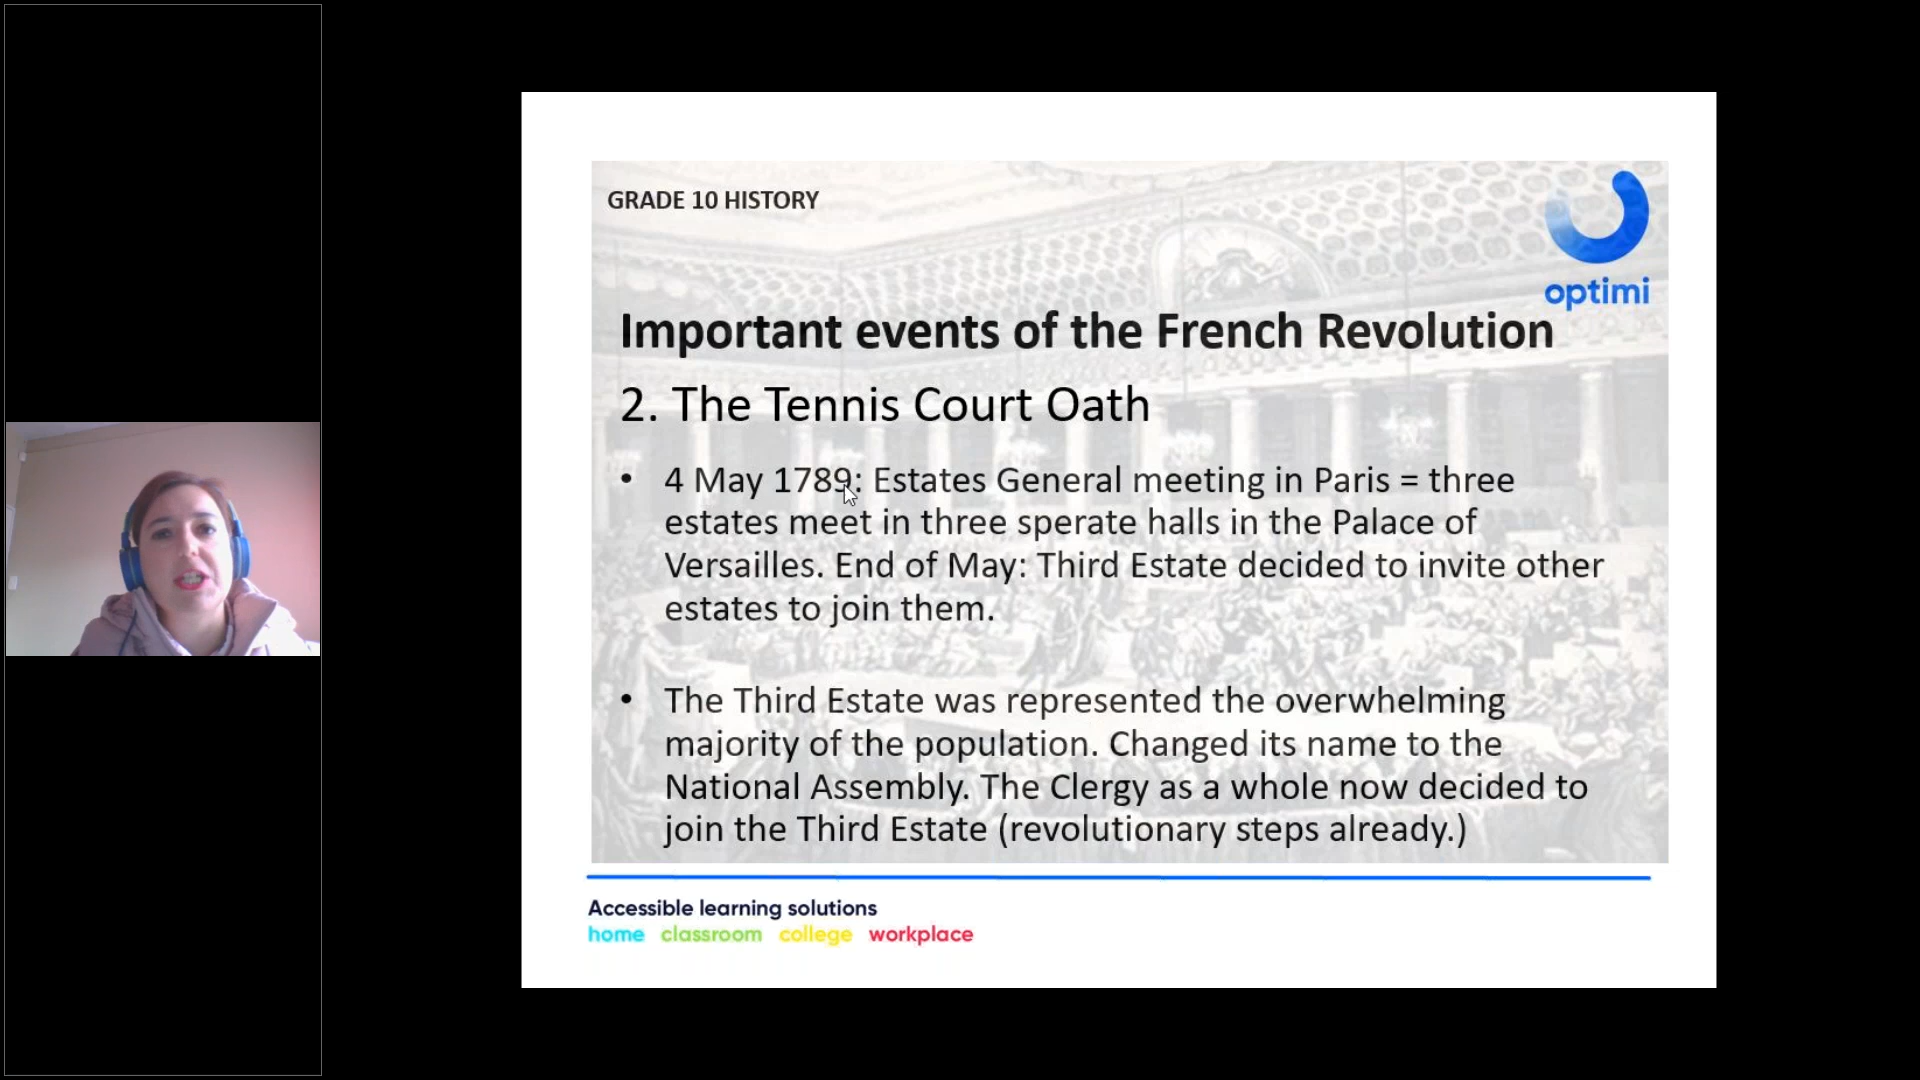 GRADE 10 HISTORY
optimi
Important events of the French Revolution
2. The Tennis Court Oath
• 4 May 1789: Estates General meeting in Paris = three
estates meet in three sperate halls in the Palace of
Versailles. End of May: Third Estate decided to invite other
estates to join them.
• The Third Estate was represented the overwhelming
majority of the population. Changed its name to the
National Assembly. The Clergy as a whole now decided to
join the Third Estate (revolutionary steps already.)
Accessible learning solutions
home classroom college workplace